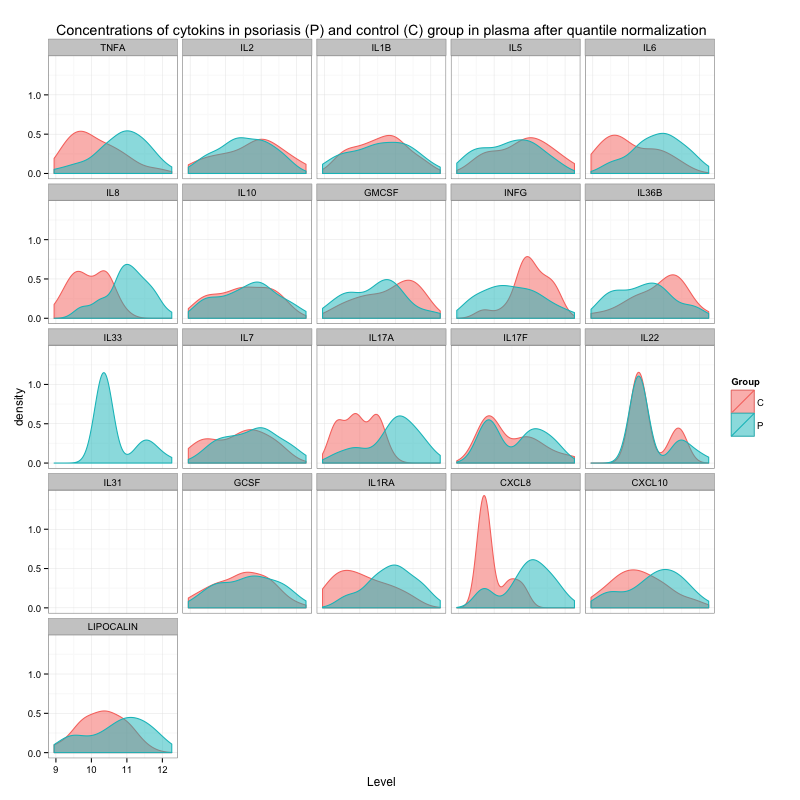 Concentrations of cytokins in psoriasis (P) and control (C) group in plasma after quantile normalization
TNFA IL2 IL1B IL5 IL6
1.0
0.5
0.0
IL8 IL10 GMCSF INFG IL36B
1.0
0.5
0.0
IL33 IL7 IL17A IL17F IL22
1.0
0.5
0.0
IL31 GCSF IL1RA CXCL8 CXCL10
1.0
0.5
0.0
LIPOCALIN
1.0
0.5
0.0
9 10 11 12
Level
density
Group
C
P